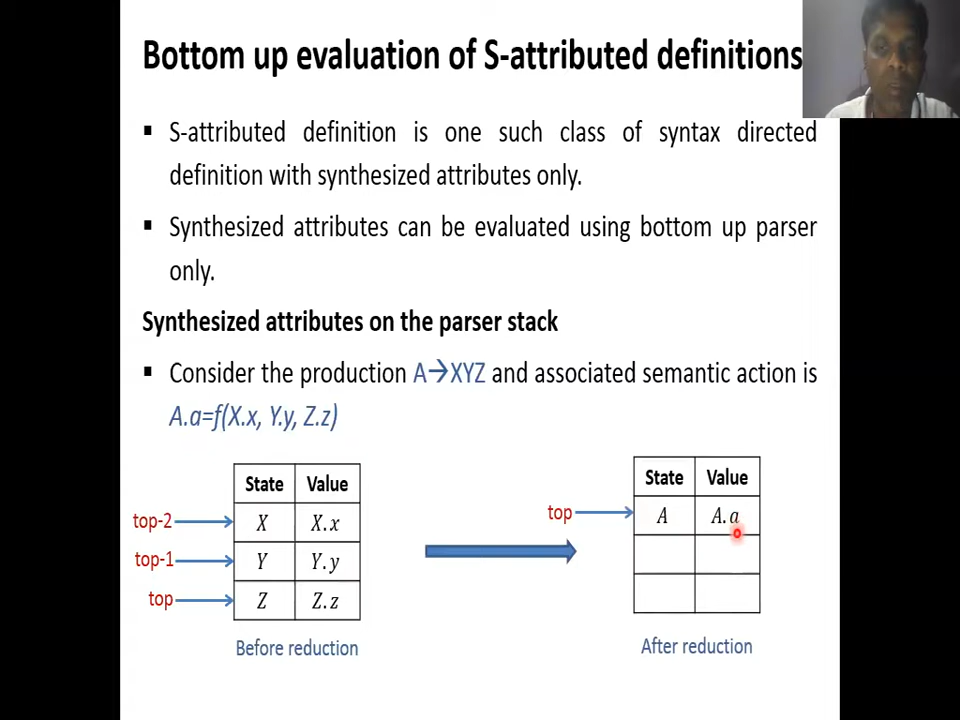 Bottom up evaluation of S-attributed definitions
▪ S-attributed definition is one such class of syntax directed
definition with synthesized attributes only.
▪ Synthesized attributes can be evaluated using bottom up parser
only.
Synthesized attributes on the parser stack
▪ Consider the production A→XYZ and associated semantic action is
A.a=f(X.x, Y.y, Z.z)
State Value
top-2 X X.x
top-1 Y Y.y
top Z Z.z
Before reduction
State Value
top A A.a
After reduction